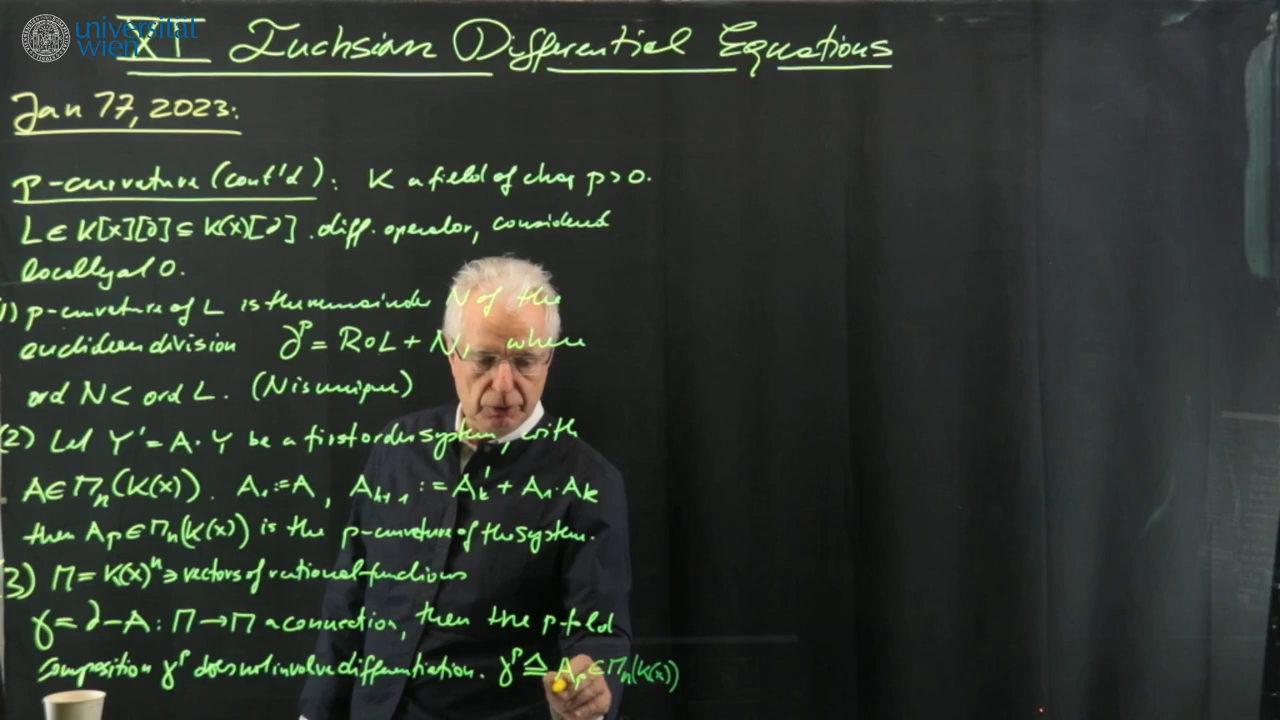 universität
wien
XI Fuchsian Differential Equations
Jan 17, 2023:
p-curvature (cont'd): K a field of char p>0.
L ∈ K[x][∂] ⊆ K(x)[∂]. diff. operator, considered
locally at 0.
1) p-curvature of L is the remainder N of the
euclidean division ∂^p = R∘L + N, where
ord N < ord L. (N is unique)
(2) Let Y' = A·Y be a first order system, with
A ∈ M_n(K(x)). A_1 := A, A_{k+1} := A_k' + A_1·A_k
then A_p ∈ M_n(K(x)) is the p-curvature of the system.
3) M = K(x)^n ∋ vectors of rational functions
γ = ∂ - A : M → M a connection, then the p-fold
composition γ^p does not involve differentiation. γ^p ≙ A_p ∈ M_n(K(x))